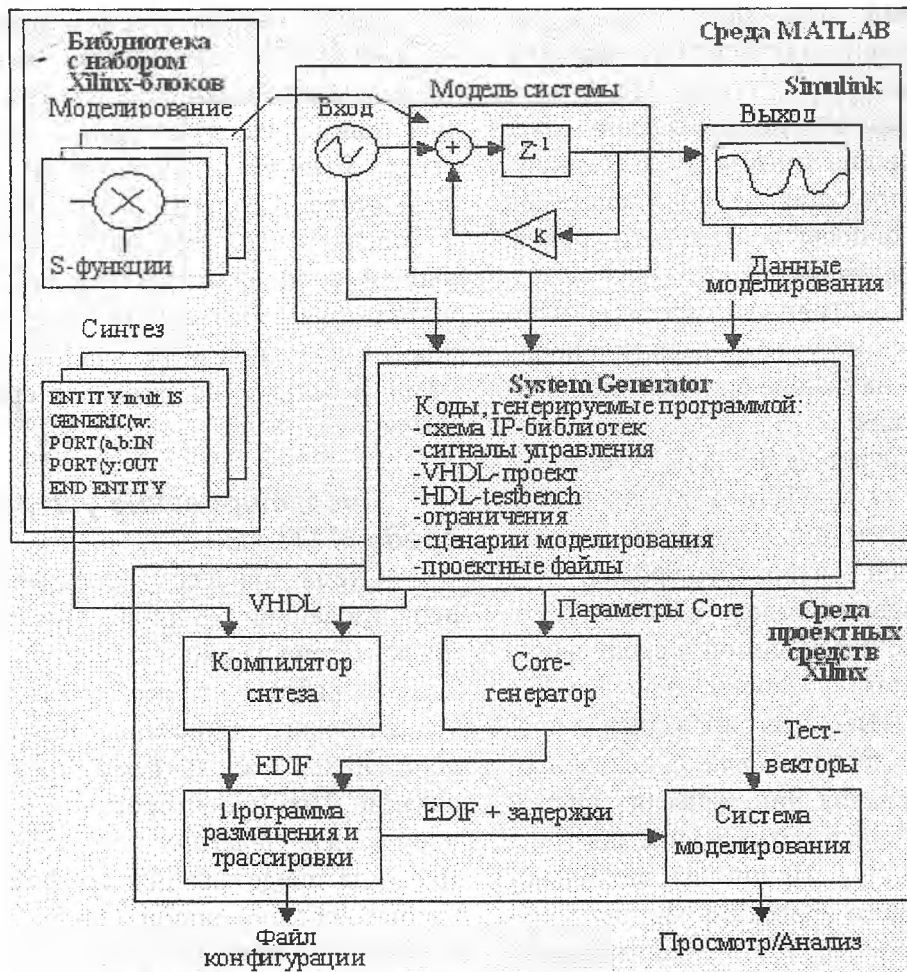 Среда MATLAB
Библиотека
с набором
Xilinx-блоков
Моделирование
S-функции
Simulink
Модель системы
Вход
Выход
+
Z-1
k
Данные
моделирования
Синтез
ENTITY mult IS
GENERIC(w:
PORT(a,b:IN
PORT(y:OUT
END ENTITY
System Generator
Коды, генерируемые программой:
-схема IP-библиотек
-сигналы управления
-VHDL-проект
-HDL-testbench
-ограничения
-сценарии моделирования
-проектные файлы
VHDL
Параметры Core
Среда
проектных
средств
Xilinx
Компилятор
снтеза
Core-
генератор
Тест-
векторы
EDIF
Программа
размещения и
трассировки
EDIF + задержки
Система
моделирования
Файл
конфигурации
Просмотр/Анализ